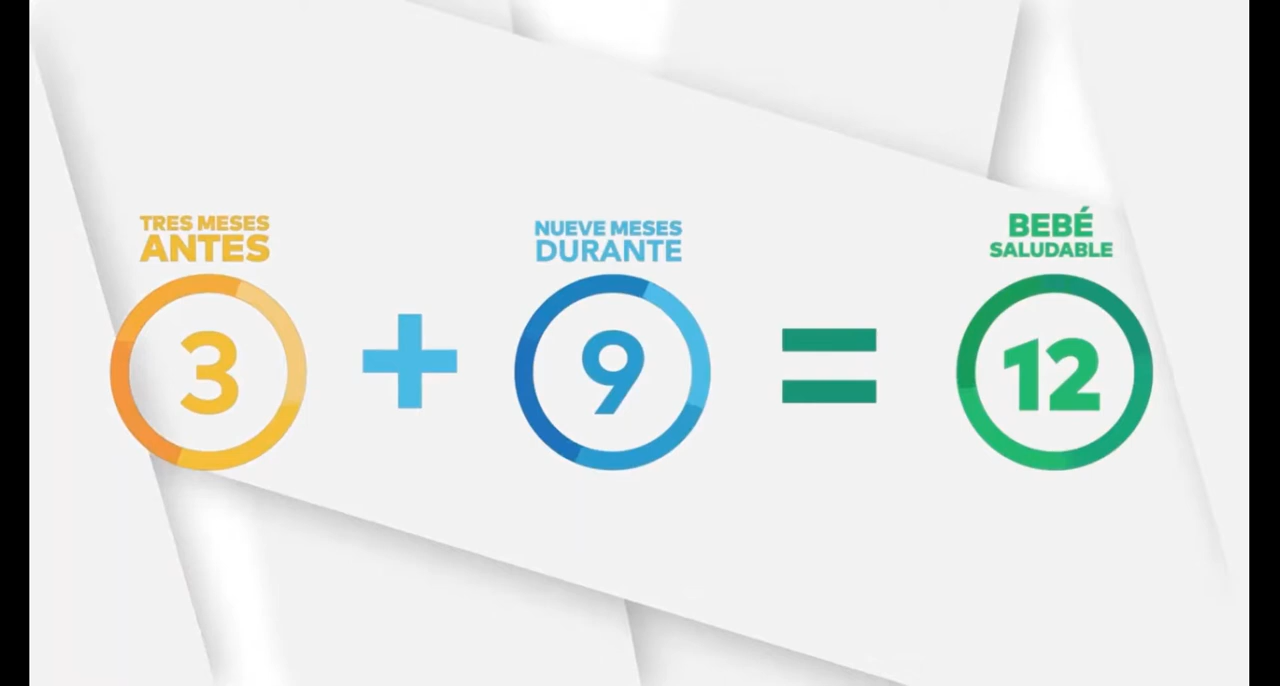 TRES MESES
ANTES
3
+
NUEVE MESES
DURANTE
9
=
BEBÉ
SALUDABLE
12